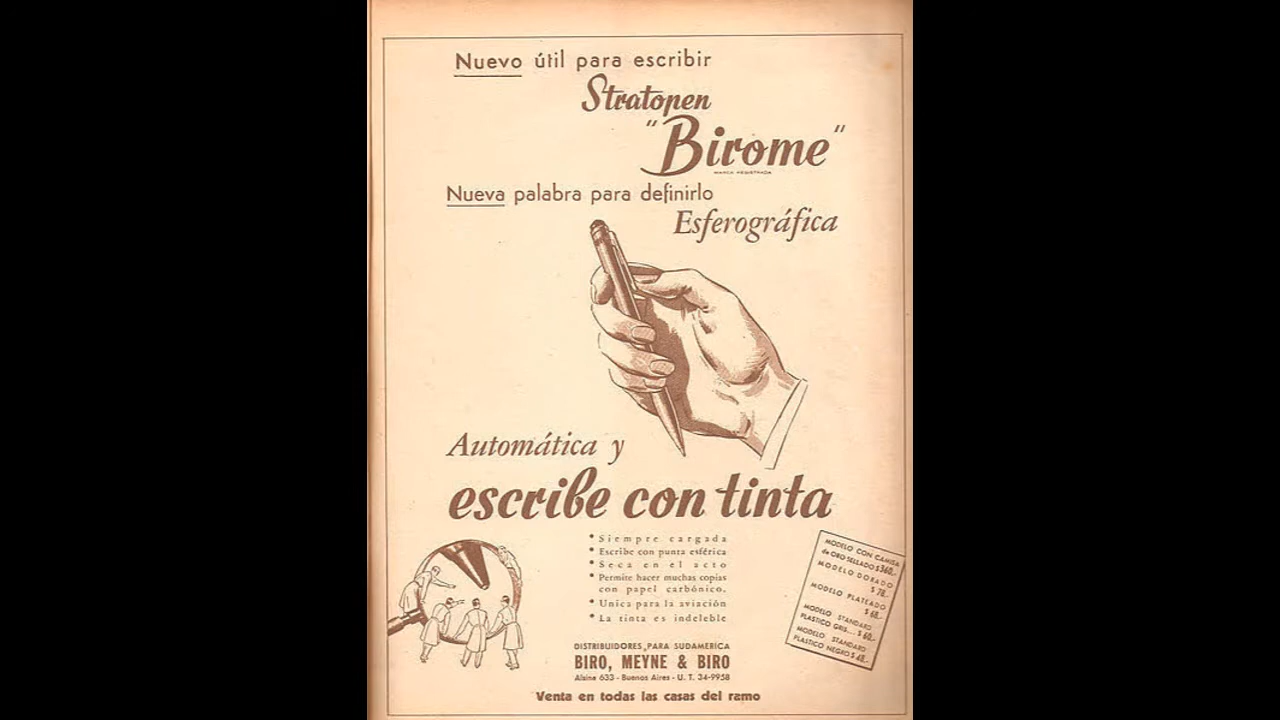 Nuevo útil para escribir
Stratopen
"Birome"
MARCA REGISTRADA
Nueva palabra para definirlo
Esferográfica
Automática y
escribe con tinta
* Siempre cargada
* Escribe con punta esférica
* Seca en el acto
* Permite hacer muchas copias
con papel carbónico.
* Unica para la aviación
* La tinta es indeleble
MODELO CON CAMISA
de ORO SELLADO $ 360.-
MODELO DORADO
$ 78.-
MODELO PLATEADO
$ 68.-
MODELO STANDARD
PLASTICO GRIS... $ 60.-
MODELO STANDARD
PLASTICO NEGRO $
DISTRIBUIDORES PARA SUDAMERICA
BIRO, MEYNE & BIRO
Alsina 633 - Buenos Aires - U. T. 34-9958
Venta en todas las casas del ramo